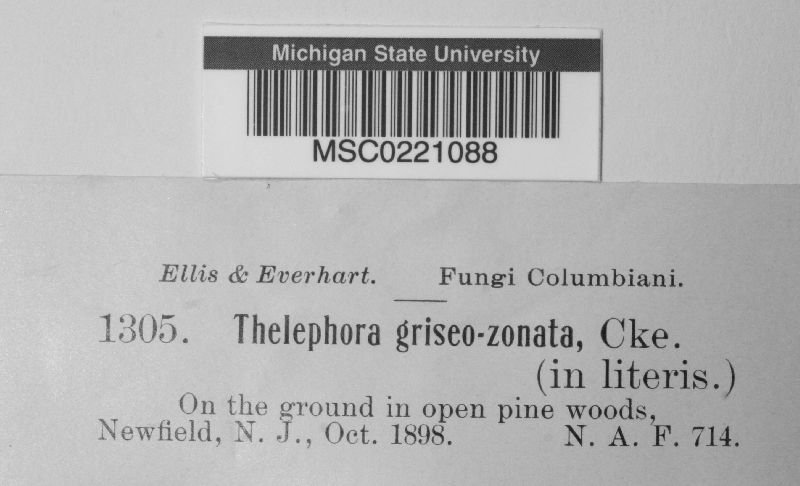 Michigan State University
MSC0221088
Ellis & Everhart. Fungi Columbiani.
1305. Thelephora griseo-zonata, Cke.
(in literis.)
On the ground in open pine woods,
Newfield, N. J., Oct. 1898. N. A. F. 714.